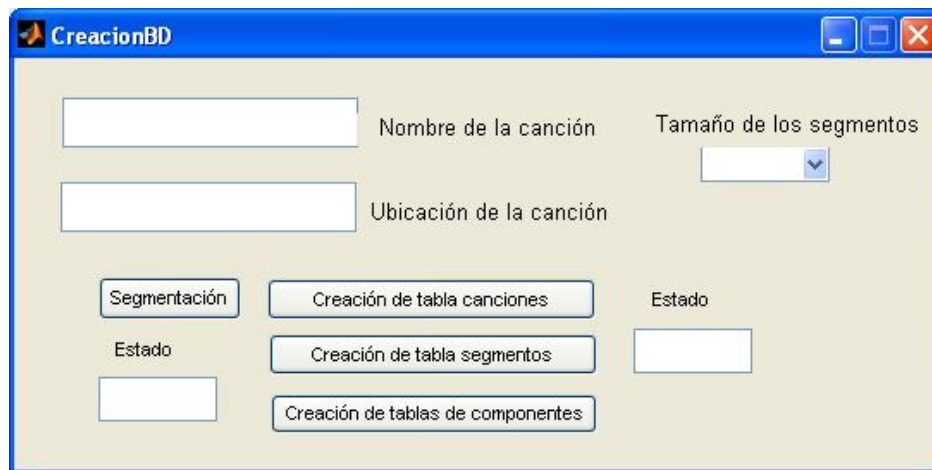 CreacionBD
Nombre de la canción
Tamaño de los segmentos
Ubicación de la canción
Segmentación
Creación de tabla canciones
Estado
Estado
Creación de tabla segmentos
Creación de tablas de componentes